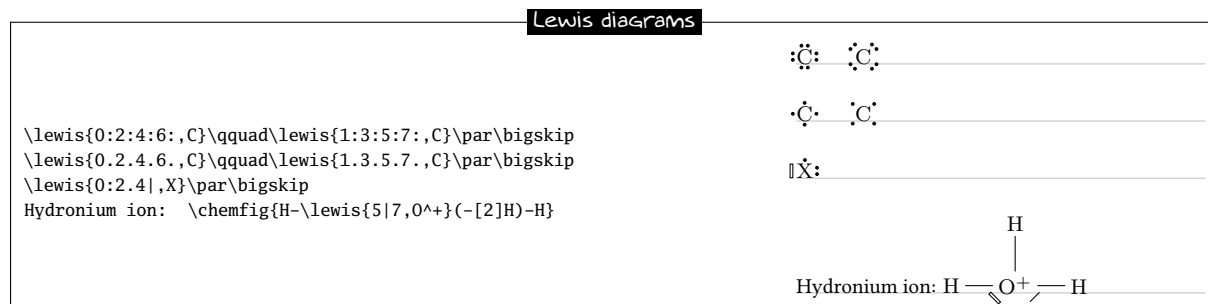 Lewis diagrams
\lewis{0:2:4:6:,C}\qquad\lewis{1:3:5:7:,C}\par\bigskip
\lewis{0.2.4.6.,C}\qquad\lewis{1.3.5.7.,C}\par\bigskip
\lewis{0:2.4|,X}\par\bigskip
Hydronium ion:  \chemfig{H-\lewis{5|7,O^+}(-[2]H)-H}
C C
C C
X
H
Hydronium ion: H O+ H